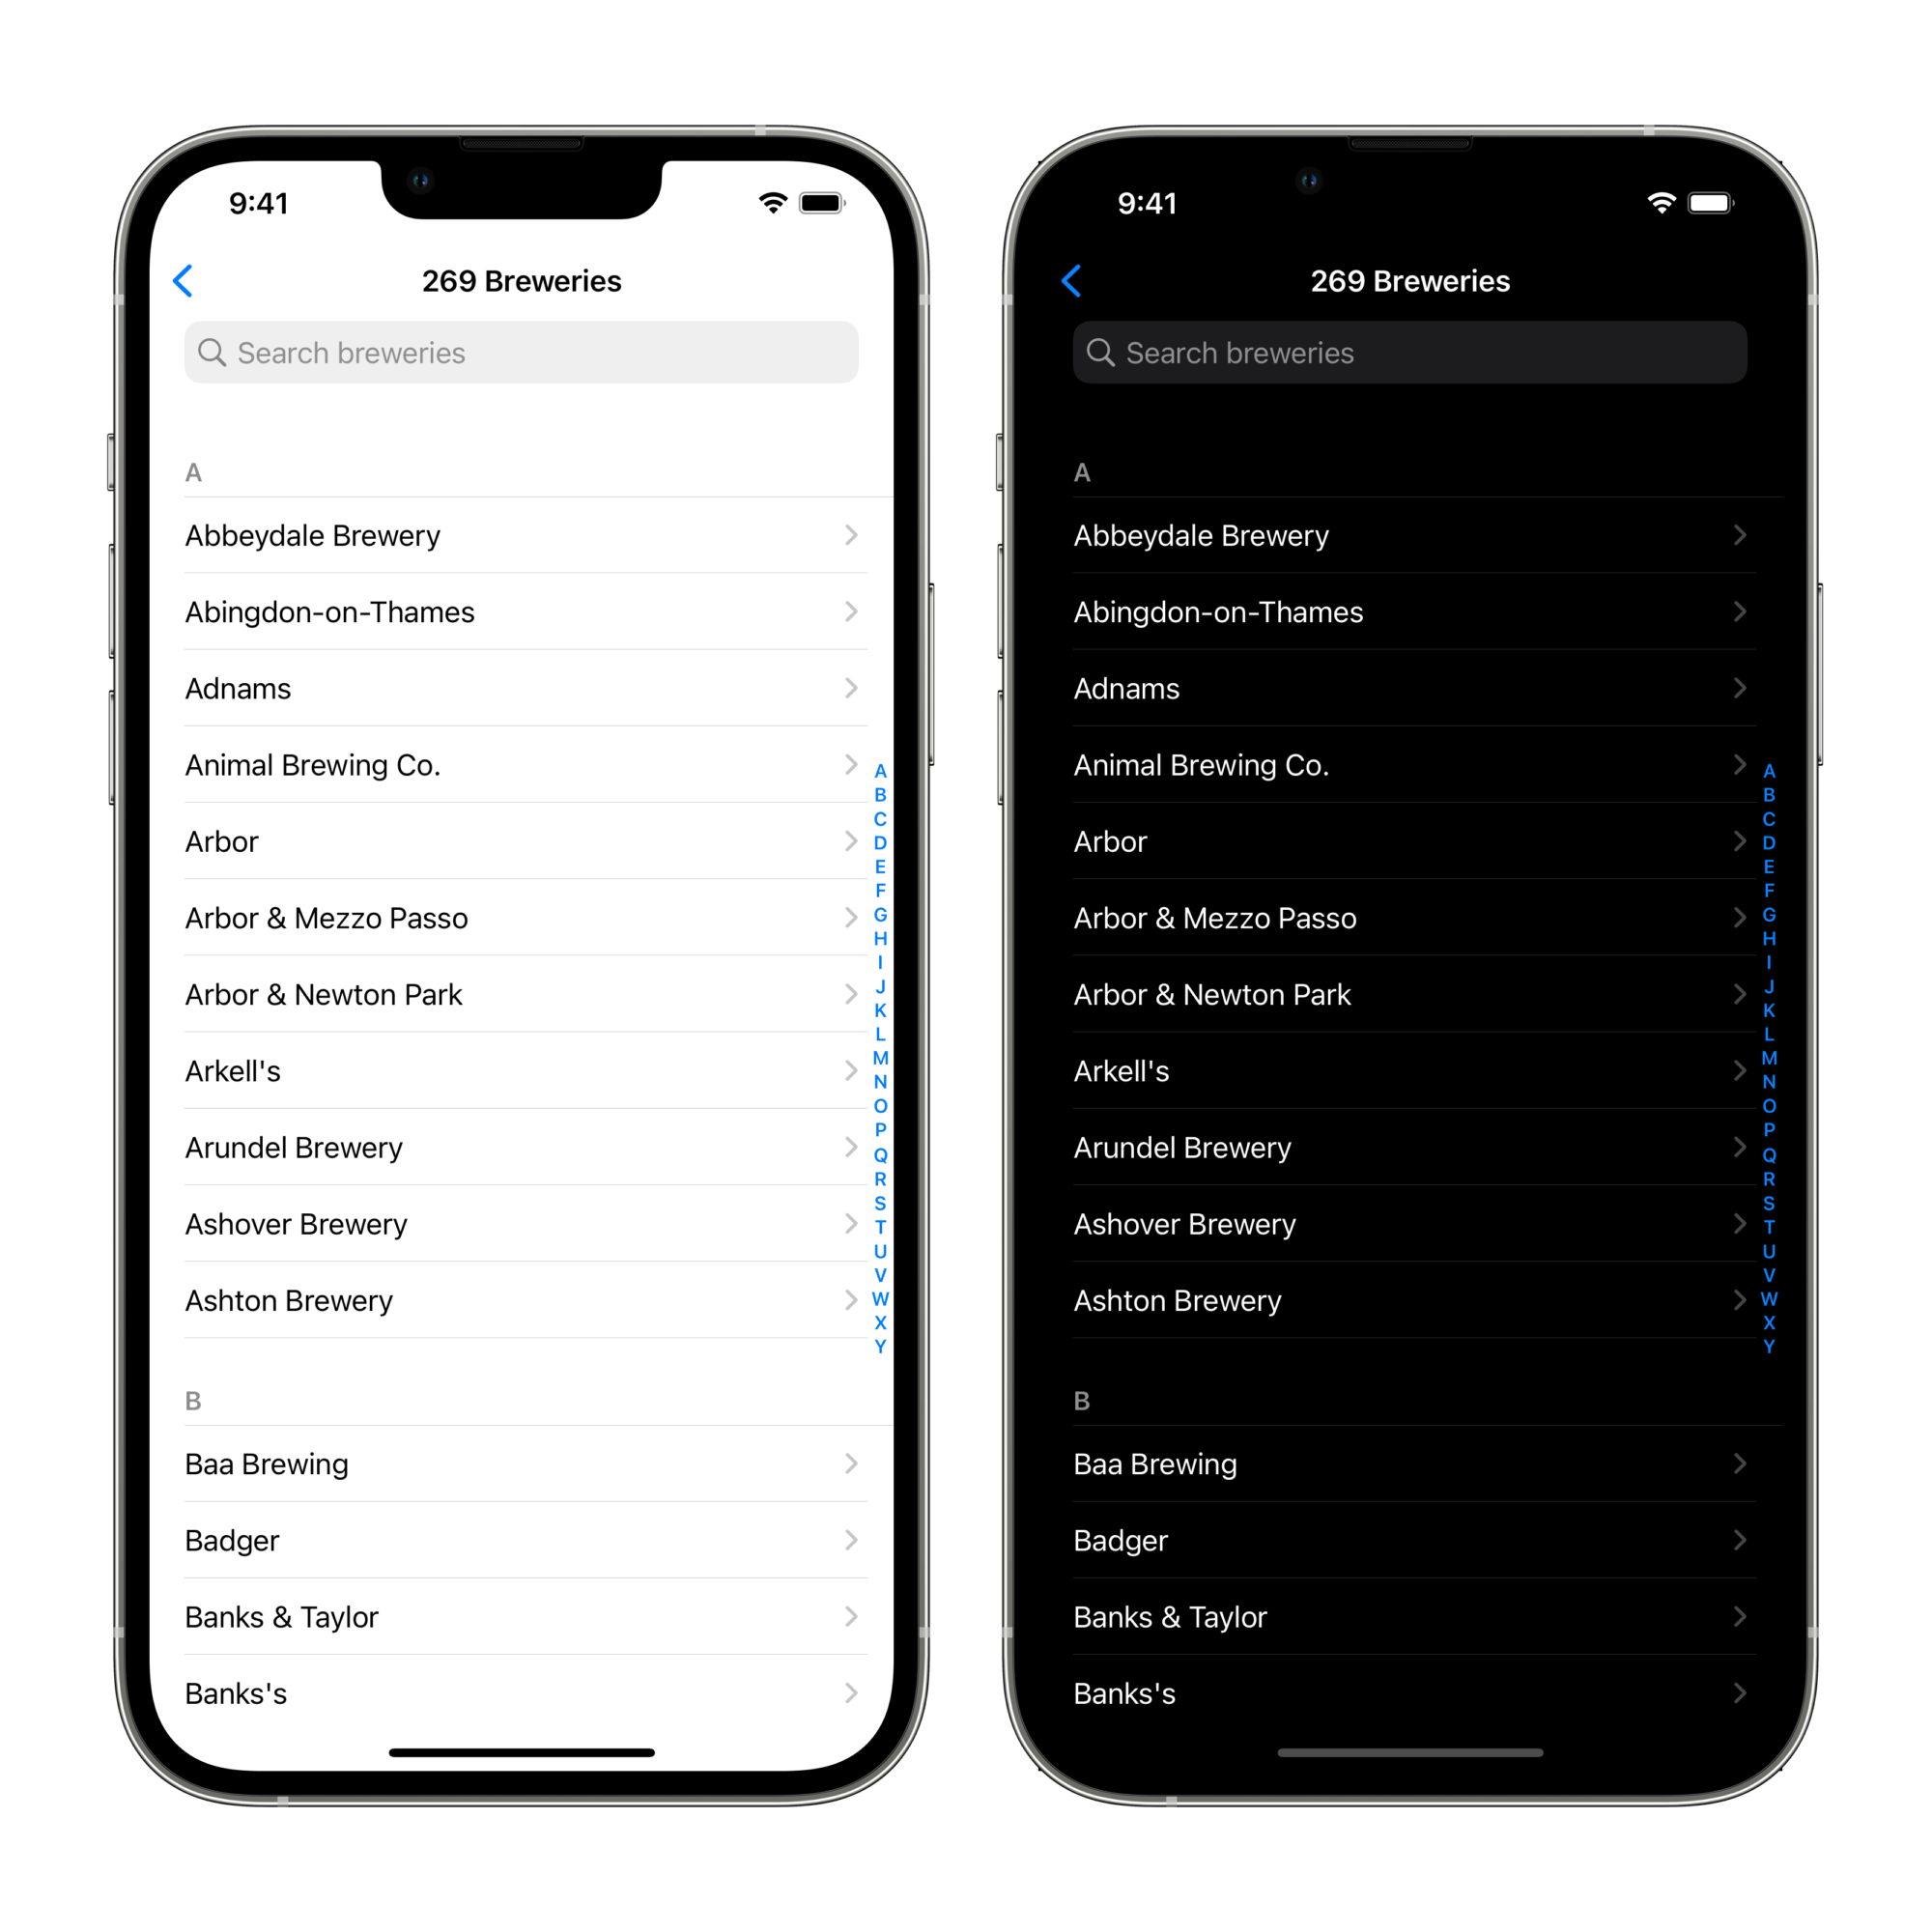 9:41
269 Breweries
Search breweries
A
Abbeydale Brewery
Abingdon-on-Thames
Adnams
Animal Brewing Co.
Arbor
Arbor & Mezzo Passo
Arbor & Newton Park
Arkell's
Arundel Brewery
Ashover Brewery
Ashton Brewery
B
Baa Brewing
Badger
Banks & Taylor
Banks's
A
B
C
D
E
F
G
H
I
J
K
L
M
N
O
P
Q
R
S
T
U
V
W
X
Y
9:41
269 Breweries
Search breweries
A
Abbeydale Brewery
Abingdon-on-Thames
Adnams
Animal Brewing Co.
Arbor
Arbor & Mezzo Passo
Arbor & Newton Park
Arkell's
Arundel Brewery
Ashover Brewery
Ashton Brewery
B
Baa Brewing
Badger
Banks & Taylor
Banks's
A
B
C
D
E
F
G
H
I
J
K
L
M
N
O
P
Q
R
S
T
U
V
W
X
Y